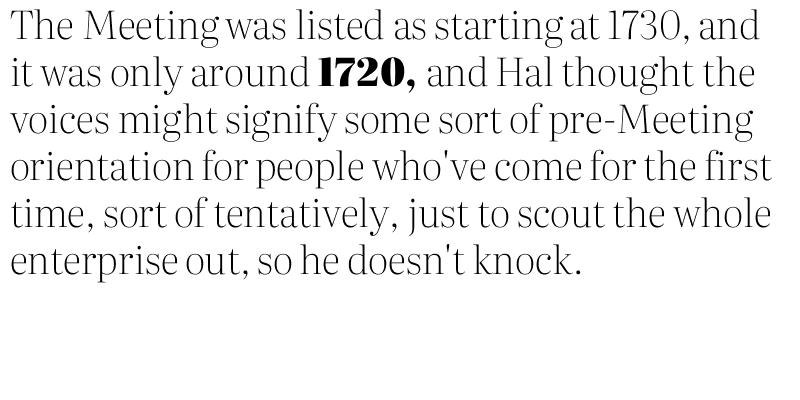 The Meeting was listed as starting at 1730, and
it was only around 1720, and Hal thought the
voices might signify some sort of pre-Meeting
orientation for people who've come for the first
time, sort of tentatively, just to scout the whole
enterprise out, so he doesn't knock.